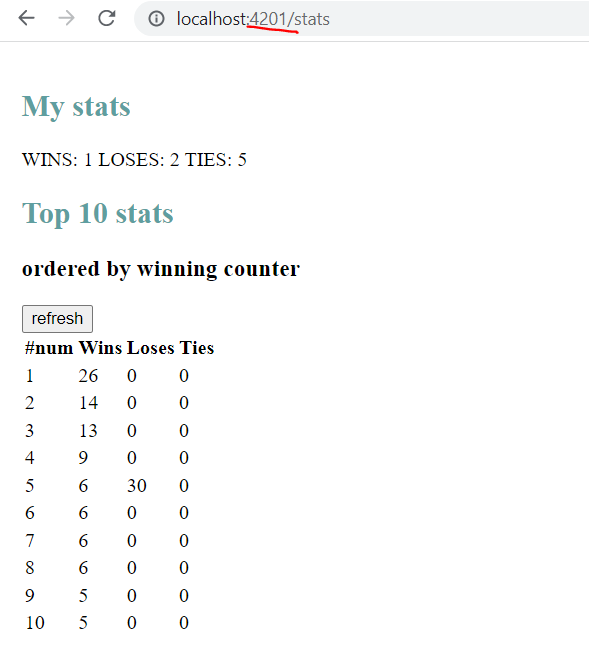 localhost:4201/stats
My stats
WINS: 1 LOSES: 2 TIES: 5
Top 10 stats
ordered by winning counter
refresh
#num Wins Loses Ties
1 26 0 0
2 14 0 0
3 13 0 0
4 9 0 0
5 6 30 0
6 6 0 0
7 6 0 0
8 6 0 0
9 5 0 0
10 5 0 0